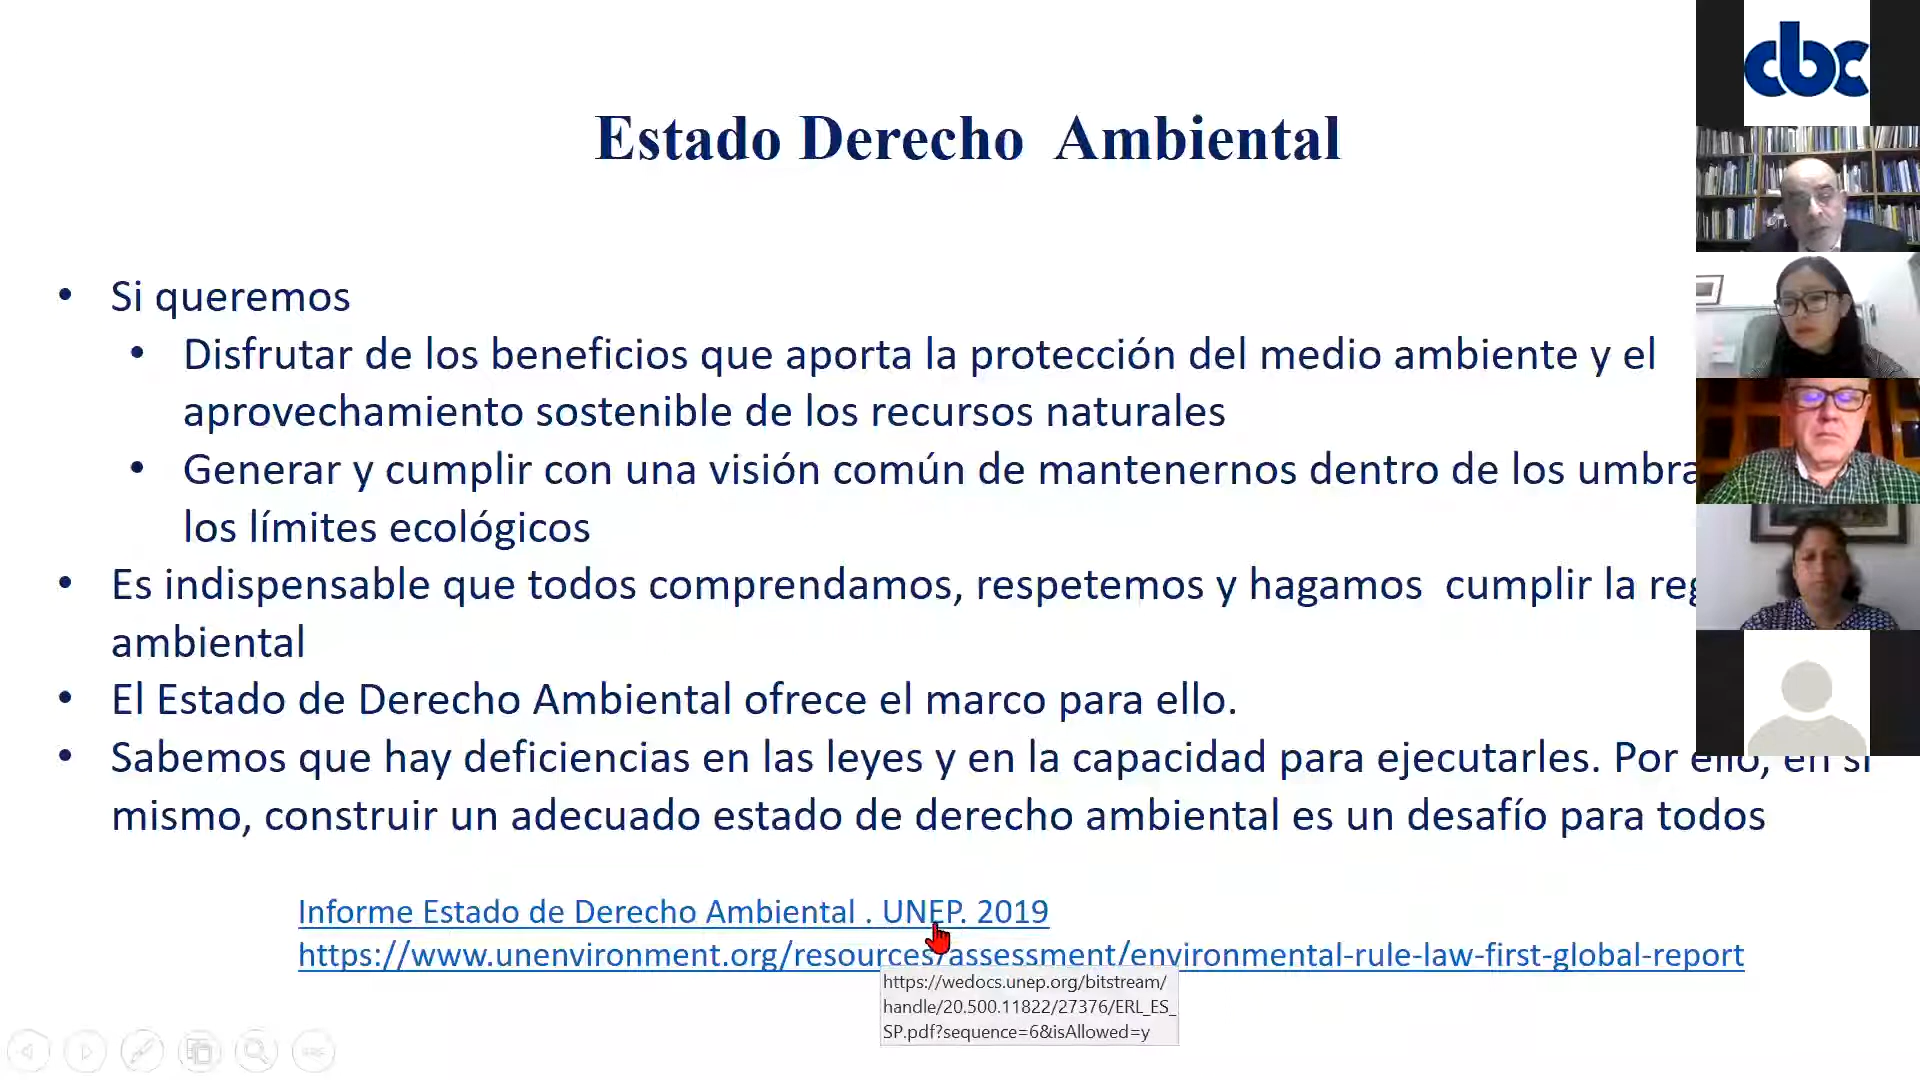 cbc
Estado Derecho  Ambiental
• Si queremos
• Disfrutar de los beneficios que aporta la protección del medio ambiente y el
aprovechamiento sostenible de los recursos naturales
• Generar y cumplir con una visión común de mantenernos dentro de los
los límites ecológicos
• Es indispensable que todos comprendamos, respetemos y hagamos  cumplir la
ambiental
• El Estado de Derecho Ambiental ofrece el marco para ello.
• Sabemos que hay deficiencias en las leyes y en la capacidad para ejecutarles. Por ello, en sí
mismo, construir un adecuado estado de derecho ambiental es un desafío para todos
Informe Estado de Derecho Ambiental . UNEP. 2019
https://www.unenvironment.org/resources/assessment/environmental-rule-law-first-global-report
https://wedocs.unep.org/bitstream/
handle/20.500.11822/27376/ERL_ES_
SP.pdf?sequence=6&isAllowed=y